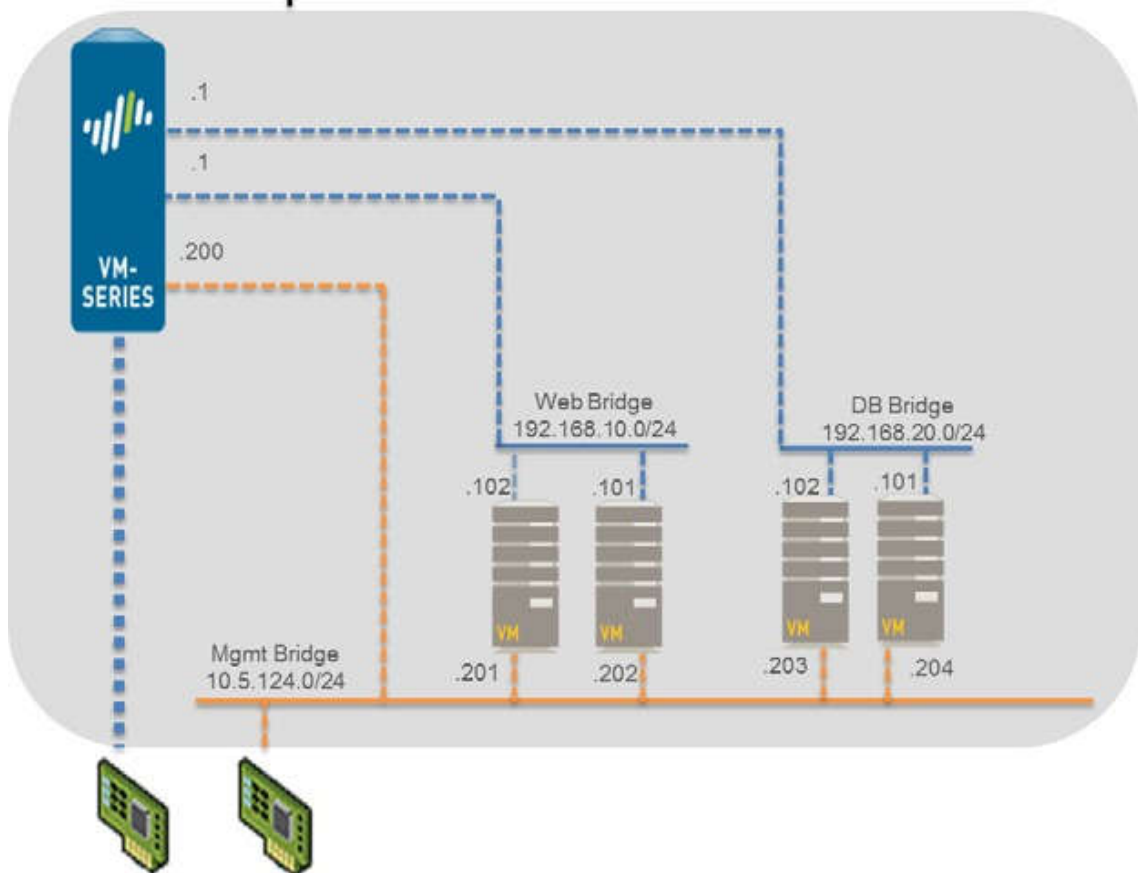 .1
.1
.200
VM-
SERIES
Web Bridge
192.168.10.0/24
DB Bridge
192.168.20.0/24
.102
.101
.102
.101
VM
VM
VM
VM
Mgmt Bridge
10.5.124.0/24
.201
.202
.203
.204